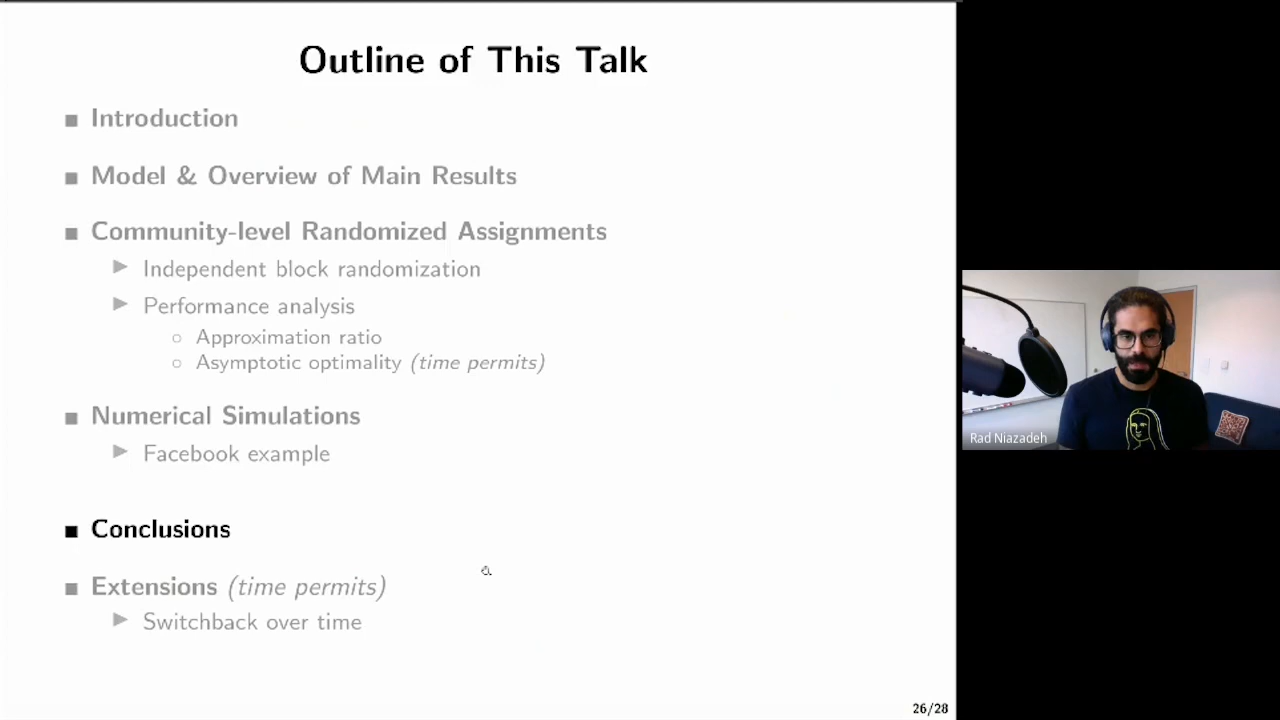 Outline of This Talk
Introduction
Model & Overview of Main Results
Community-level Randomized Assignments
Independent block randomization
Performance analysis
Approximation ratio
Asymptotic optimality (time permits)
Numerical Simulations
Facebook example
Conclusions
Extensions (time permits)
Switchback over time
26/28
Rad Niazadeh